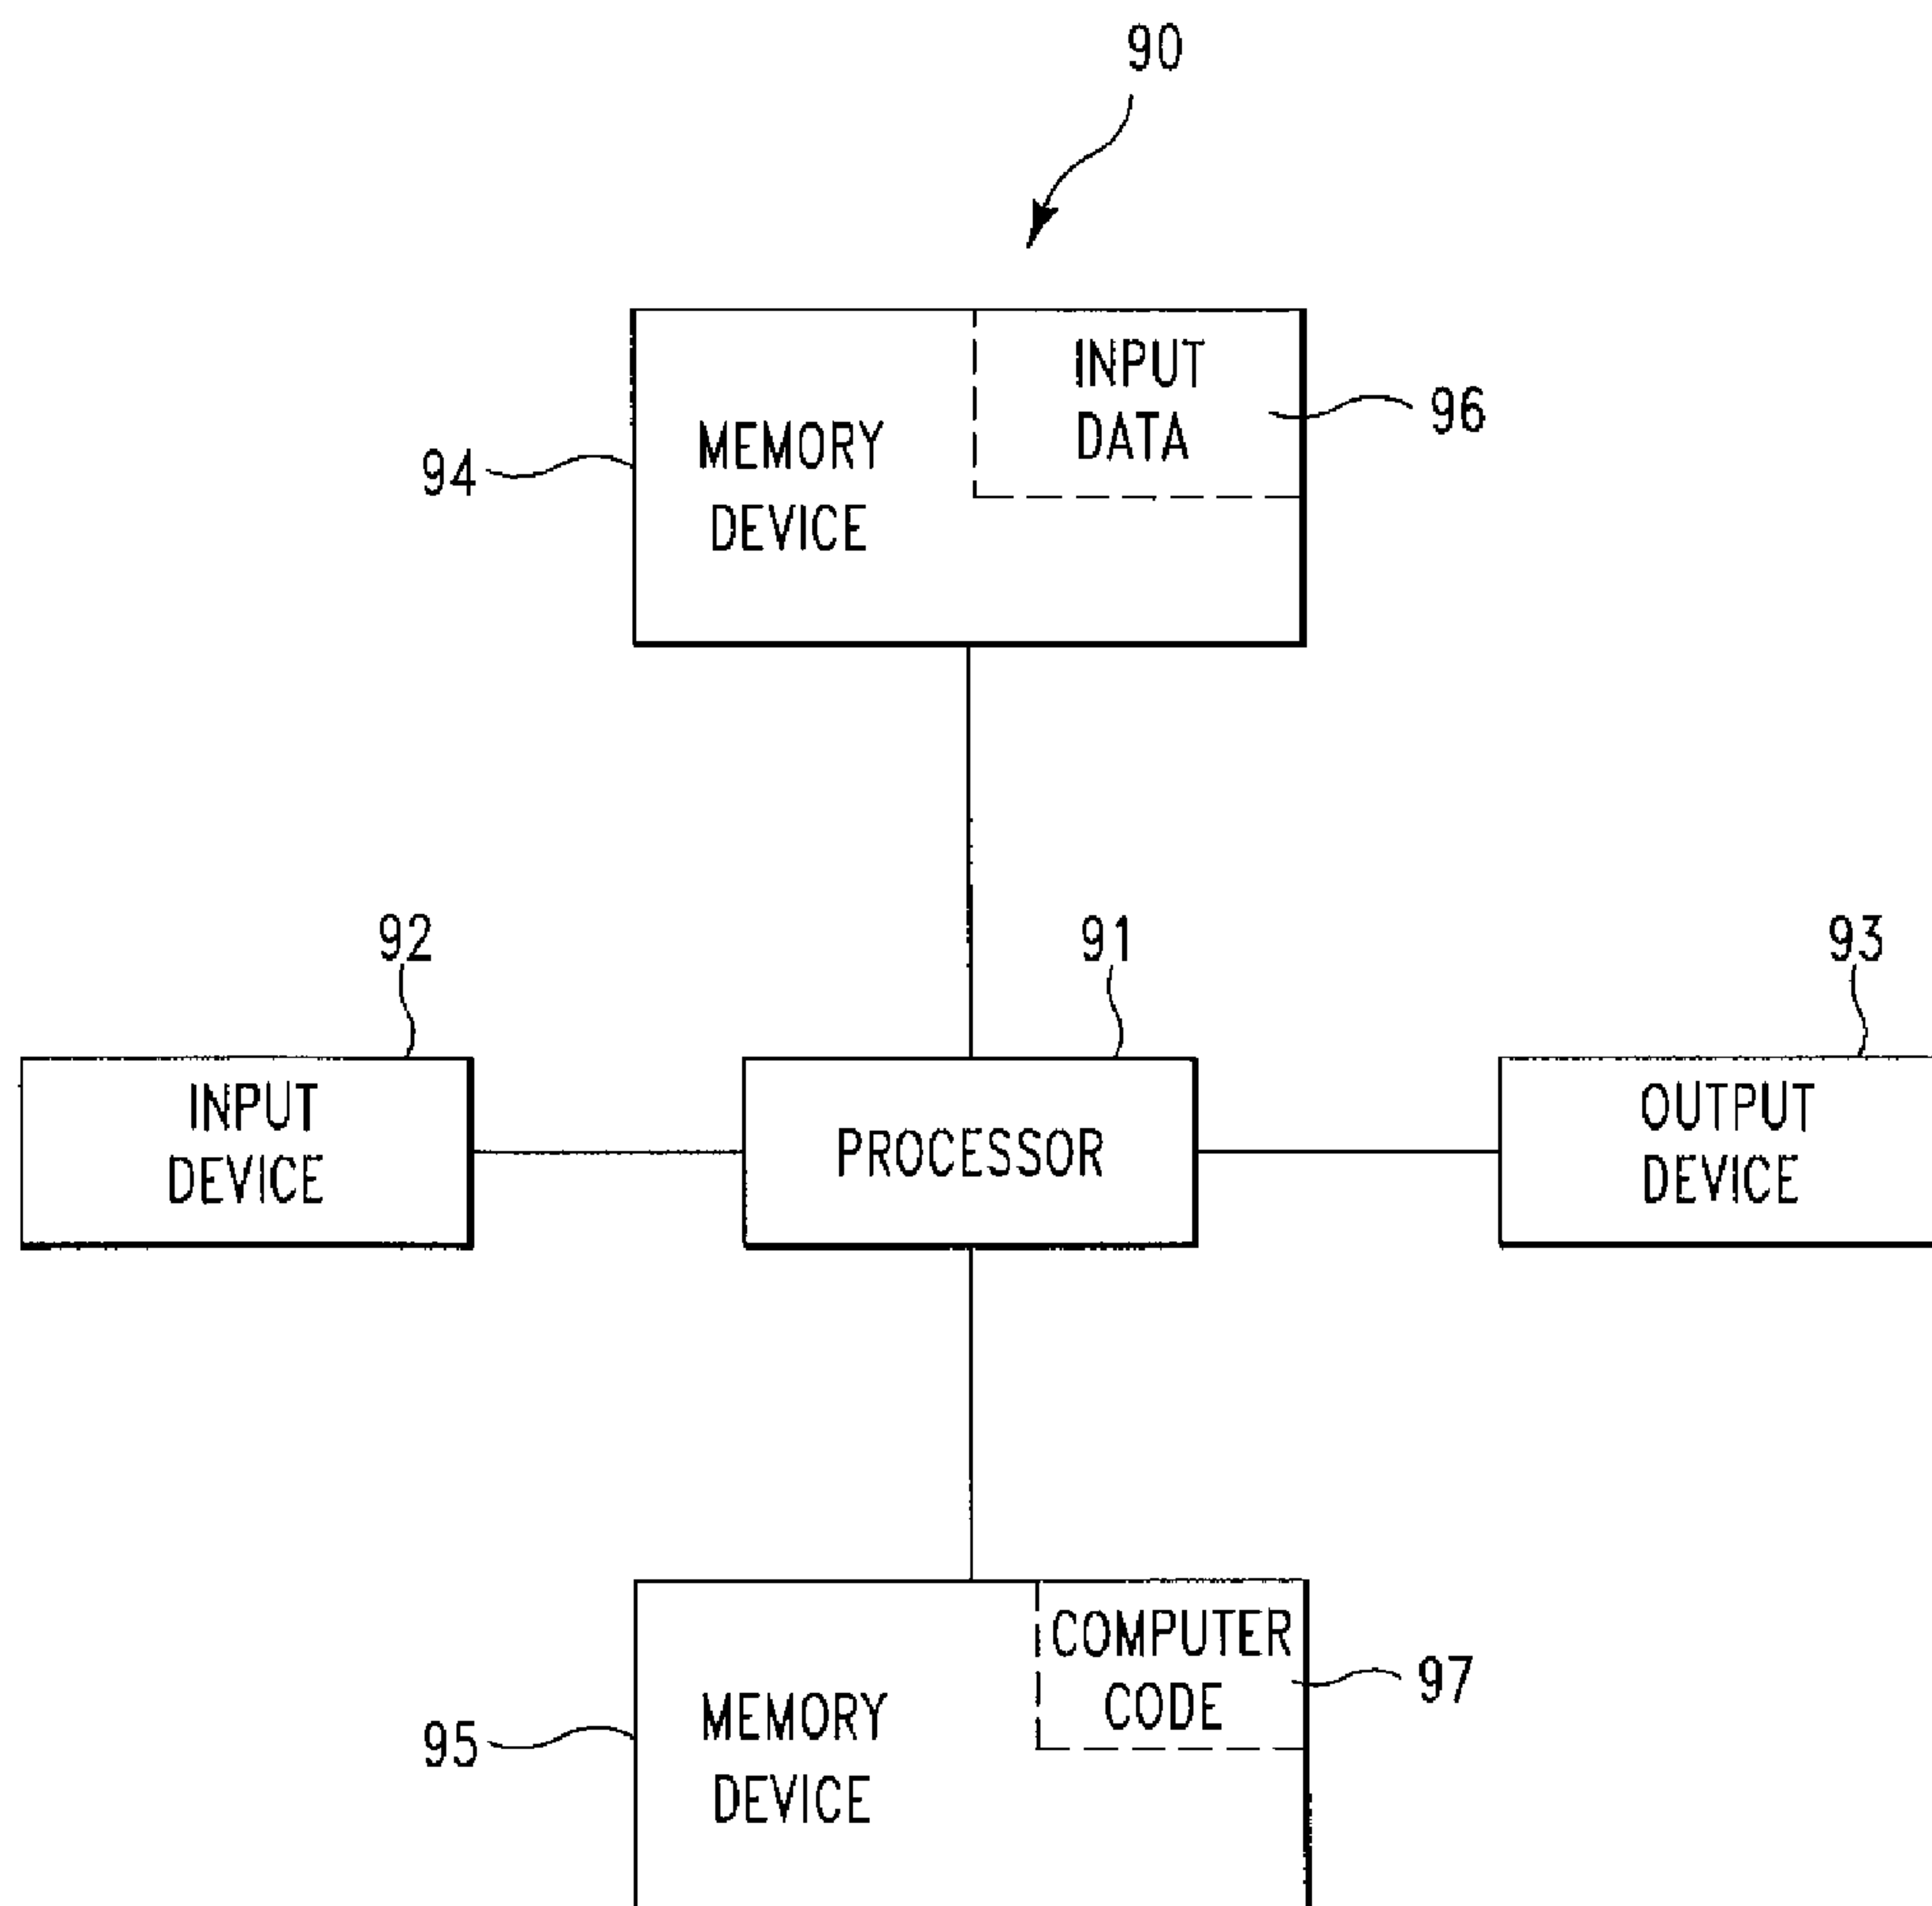 90
INPUT
DATA
96
MEMORY
DEVICE
94
92
91
93
INPUT
DEVICE
PROCESSOR
OUTPUT
DEVICE
COMPUTER
CODE
97
MEMORY
DEVICE
95